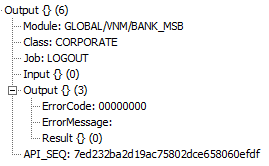 Output {} (6)
Module: GLOBAL/VNM/BANK_MSB
Class: CORPORATE
Job: LOGOUT
Input {} (0)
Output {} (3)
ErrorCode: 00000000
ErrorMessage:
Result {} (0)
API_SEQ: 7ed232ba2d19ac75802dce658060efdf